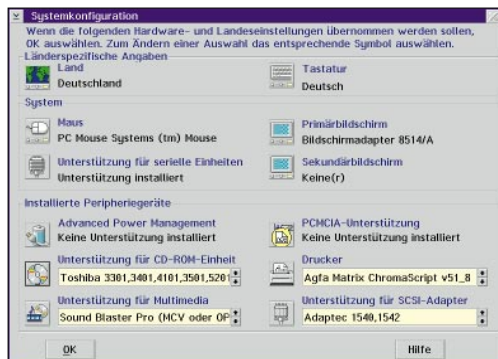 Systemkonfiguration
Wenn die folgenden Hardware- und Landeseinstellungen übernommen werden sollen,
OK auswählen. Zum Ändern einer Auswahl das entsprechende Symbol auswählen.
Länderspezifische Angaben
Land
Deutschland
Tastatur
Deutsch
System
Maus
PC Mouse Systems (tm) Mouse
Primärbildschirm
Bildschirmadapter 8514/A
Unterstützung für serielle Einheiten
Unterstützung installiert
Sekundärbildschirm
Keine(r)
Installierte Peripheriegeräte
Advanced Power Management
Keine Unterstützung installiert
PCMCIA-Unterstützung
Keine Unterstützung installiert
Unterstützung für CD-ROM-Einheit
Toshiba 3301,3401,4101,3501,5201
Drucker
Agfa Matrix ChromaScript v51_8
Unterstützung für Multimedia
Sound Blaster Pro (MCV oder OP
Unterstützung für SCSI-Adapter
Adaptec 1540,1542
OK
Hilfe